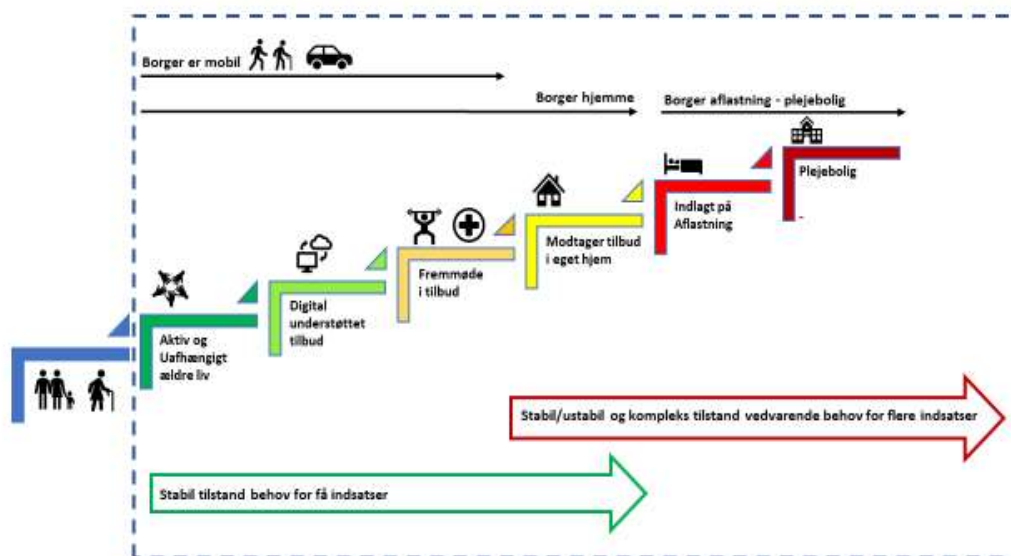 Borger er mobil
Borger hjemme
Borger aflastning - plejebolig
Plejebolig
-
Indlagt på
Aflastning
Modtager tilbud
i eget hjem
Fremmøde
i tilbud
Digital
understøttet
tilbud
Aktiv og
Uafhængigt
ældre liv
Stabil/ustabil og kompleks tilstand vedvarende behov for flere indsatser
Stabil tilstand behov for få indsatser